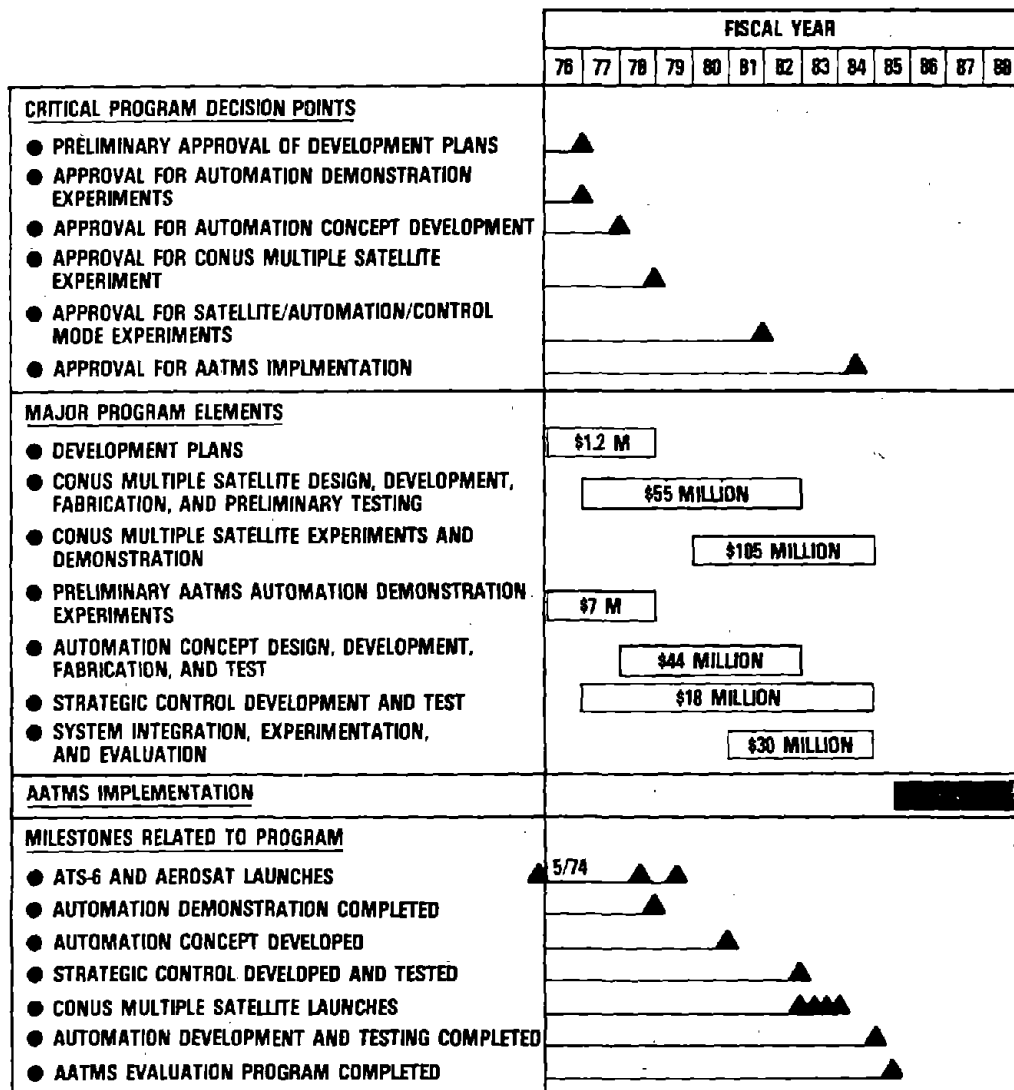 FISCAL YEAR
76 77 78 79 80 81 82 83 84 85 86 87 88
CRITICAL PROGRAM DECISION POINTS
● PRELIMINARY APPROVAL OF DEVELOPMENT PLANS
● APPROVAL FOR AUTOMATION DEMONSTRATION
EXPERIMENTS
● APPROVAL FOR AUTOMATION CONCEPT DEVELOPMENT
● APPROVAL FOR CONUS MULTIPLE SATELLITE
EXPERIMENT
● APPROVAL FOR SATELLITE/AUTOMATION/CONTROL
MODE EXPERIMENTS
● APPROVAL FOR AATMS IMPLMENTATION
MAJOR PROGRAM ELEMENTS
● DEVELOPMENT PLANS
$1.2 M
● CONUS MULTIPLE SATELLITE DESIGN, DEVELOPMENT,
FABRICATION, AND PRELIMINARY TESTING
$55 MILLION
● CONUS MULTIPLE SATELLITE EXPERIMENTS AND
DEMONSTRATION
$105 MILLION
● PRELIMINARY AATMS AUTOMATION DEMONSTRATION
EXPERIMENTS
$7 M
● AUTOMATION CONCEPT DESIGN, DEVELOPMENT,
FABRICATION, AND TEST
$44 MILLION
● STRATEGIC CONTROL DEVELOPMENT AND TEST
$18 MILLION
● SYSTEM INTEGRATION, EXPERIMENTATION,
AND EVALUATION
$30 MILLION
AATMS IMPLEMENTATION
MILESTONES RELATED TO PROGRAM
● ATS-6 AND AEROSAT LAUNCHES
5/74
● AUTOMATION DEMONSTRATION COMPLETED
● AUTOMATION CONCEPT DEVELOPED
● STRATEGIC CONTROL DEVELOPED AND TESTED
● CONUS MULTIPLE SATELLITE LAUNCHES
● AUTOMATION DEVELOPMENT AND TESTING COMPLETED
● AATMS EVALUATION PROGRAM COMPLETED